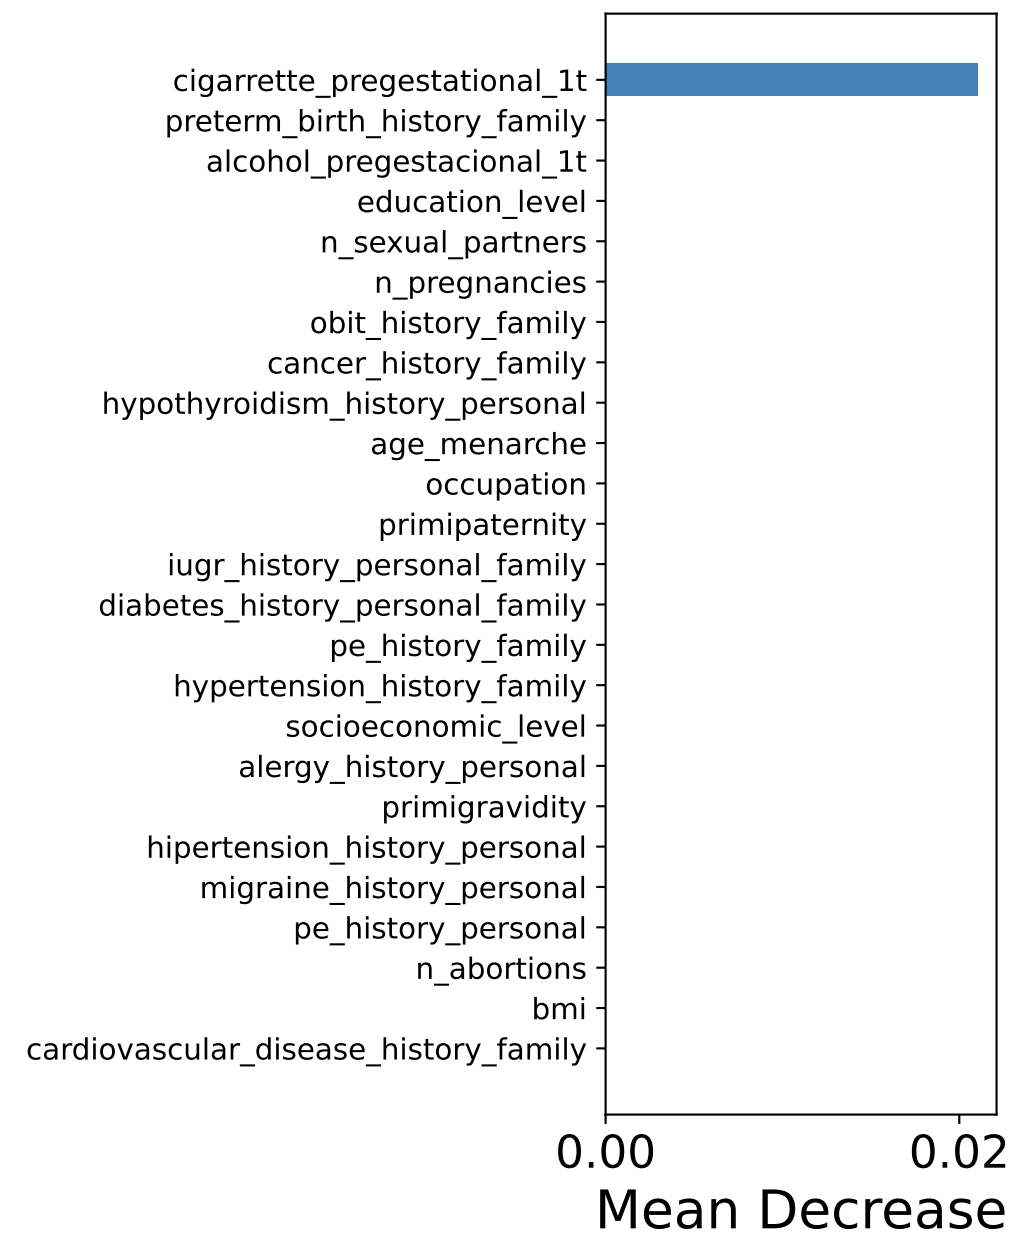 cigarrette_pregestational_1t
preterm_birth_history_family
alcohol_pregestacional_1t
education_level
n_sexual_partners
n_pregnancies
obit_history_family
cancer_history_family
hypothyroidism_history_personal
age_menarche
occupation
primipaternity
iugr_history_personal_family
diabetes_history_personal_family
pe_history_family
hypertension_history_family
socioeconomic_level
alergy_history_personal
primigravidity
hipertension_history_personal
migraine_history_personal
pe_history_personal
n_abortions
bmi
cardiovascular_disease_history_family
0.00 0.02
Mean Decrease